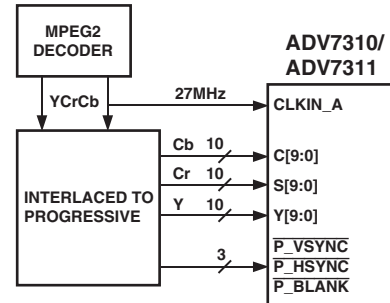 MPEG2
DECODER
YCrCb
27MHz
ADV7310/
ADV7311
CLKIN_A
INTERLACED TO
PROGRESSIVE
Cb 10
C[9:0]
Cr 10
S[9:0]
Y 10
Y[9:0]
3
P_VSYNC
P_HSYNC
P_BLANK